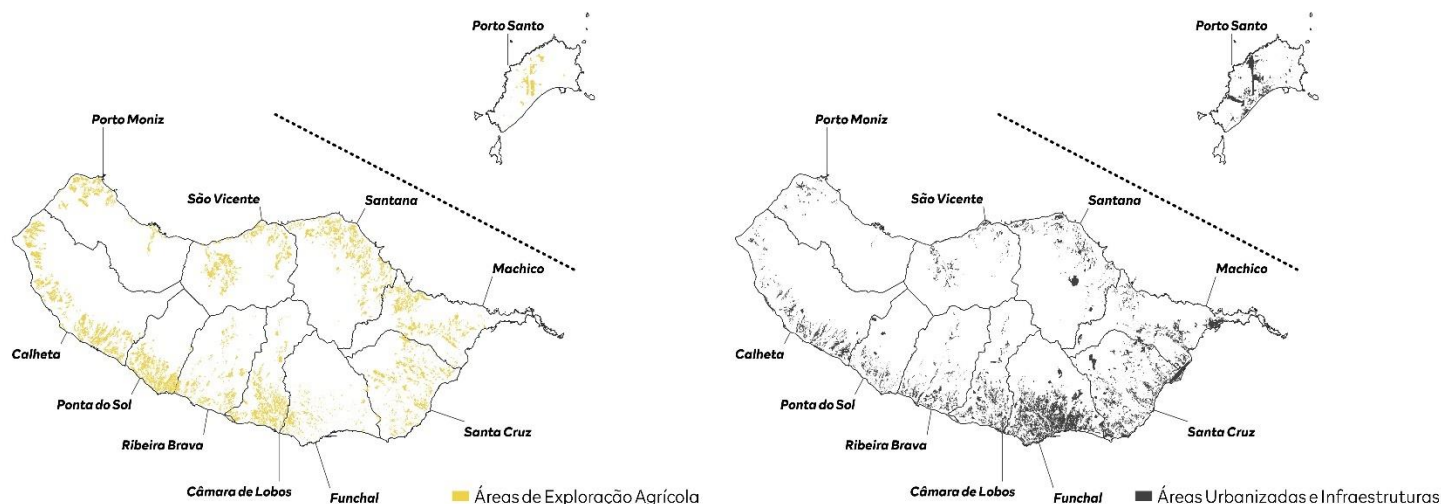 Porto Santo
Porto Moniz
São Vicente
Santana
Machico
Calheta
Ponta do Sol
Ribeira Brava
Santa Cruz
Câmara de Lobos
Funchal
Áreas de Exploração Agrícola
Porto Santo
Porto Moniz
São Vicente
Santana
Machico
Calheta
Ponta do Sol
Ribeira Brava
Santa Cruz
Câmara de Lobos
Funchal
Áreas Urbanizadas e Infraestruturas